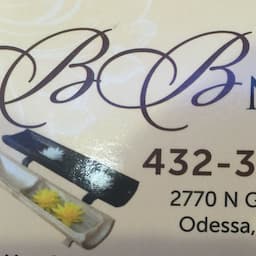 BB N
432-3
2770 N G
Odessa,